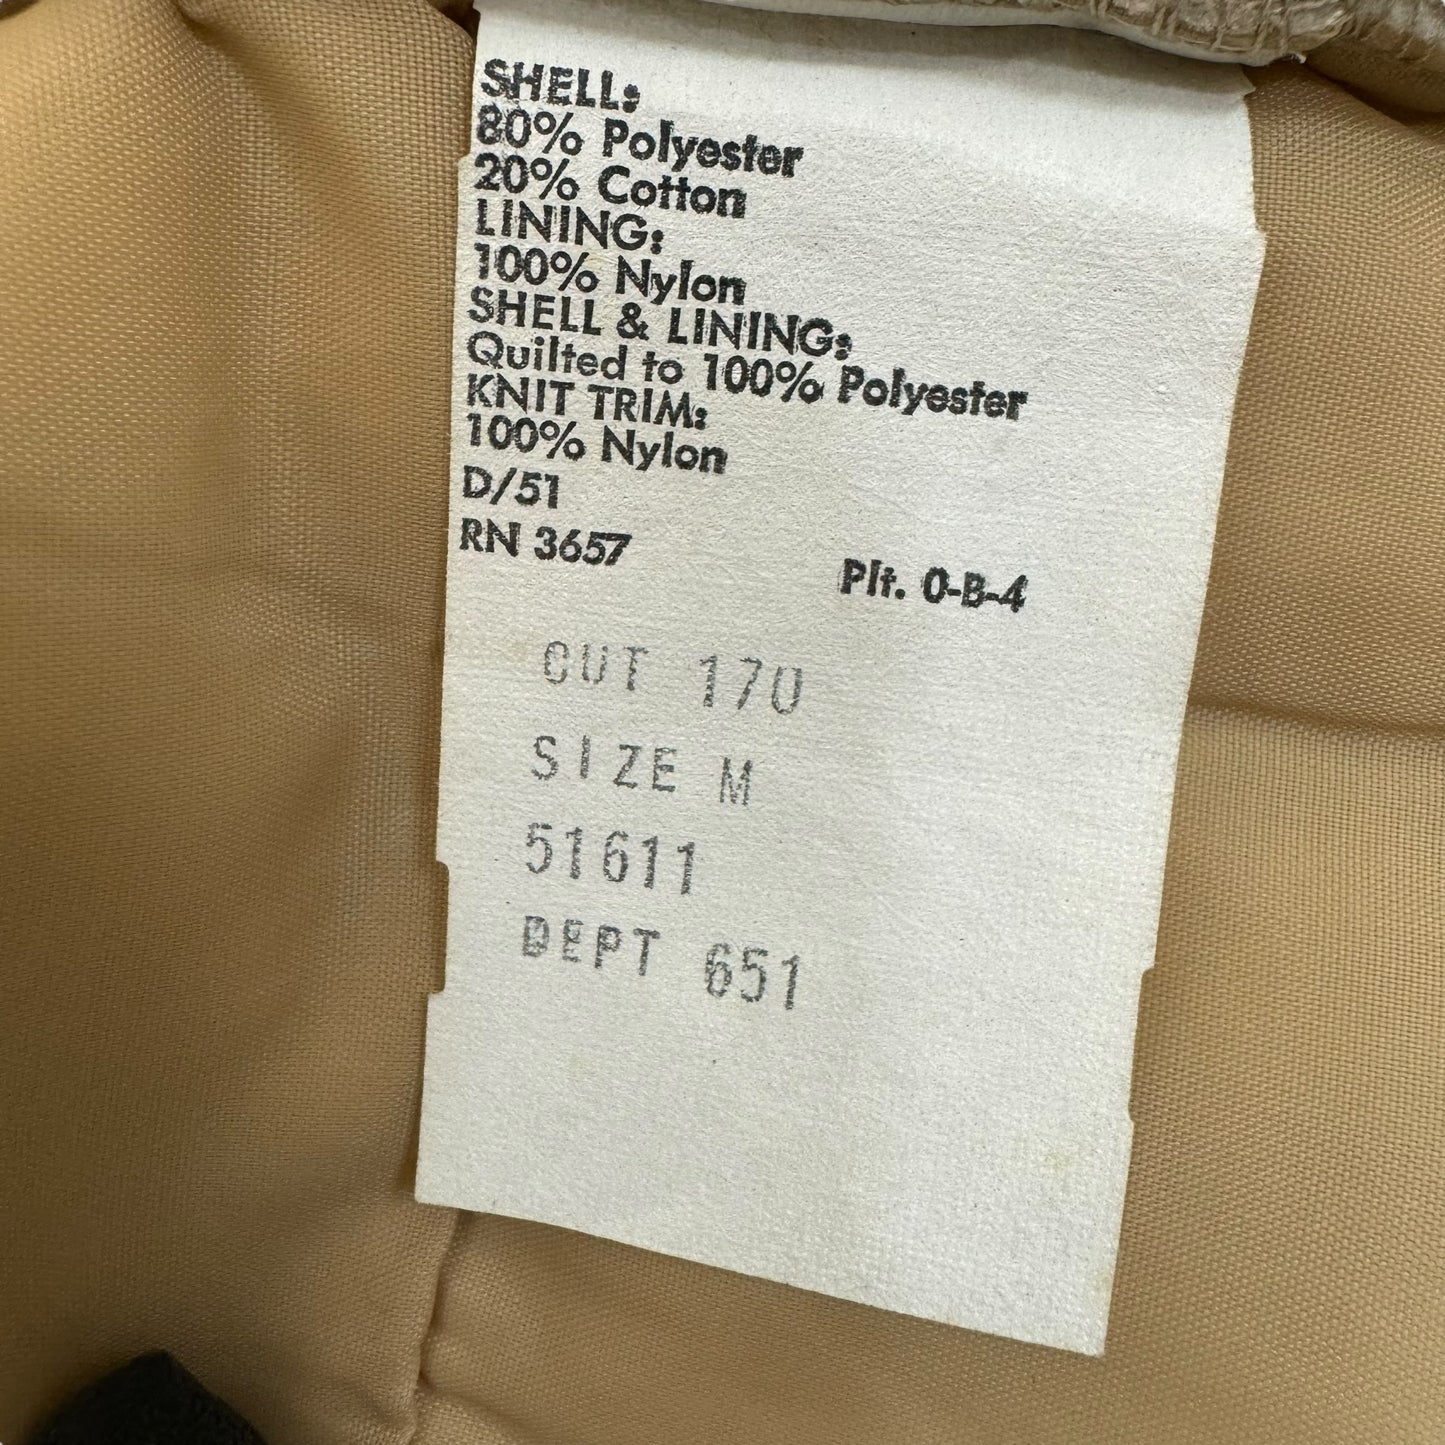 SHELL:
80% Polyester
20% Cotton
LINING:
100% Nylon
SHELL & LINING:
Quilted to 100% Polyester
KNIT TRIM:
100% Nylon
D/51
RN 3657
Plt. 0-B-4
CUT 170
SIZE M
51611
DEPT 651